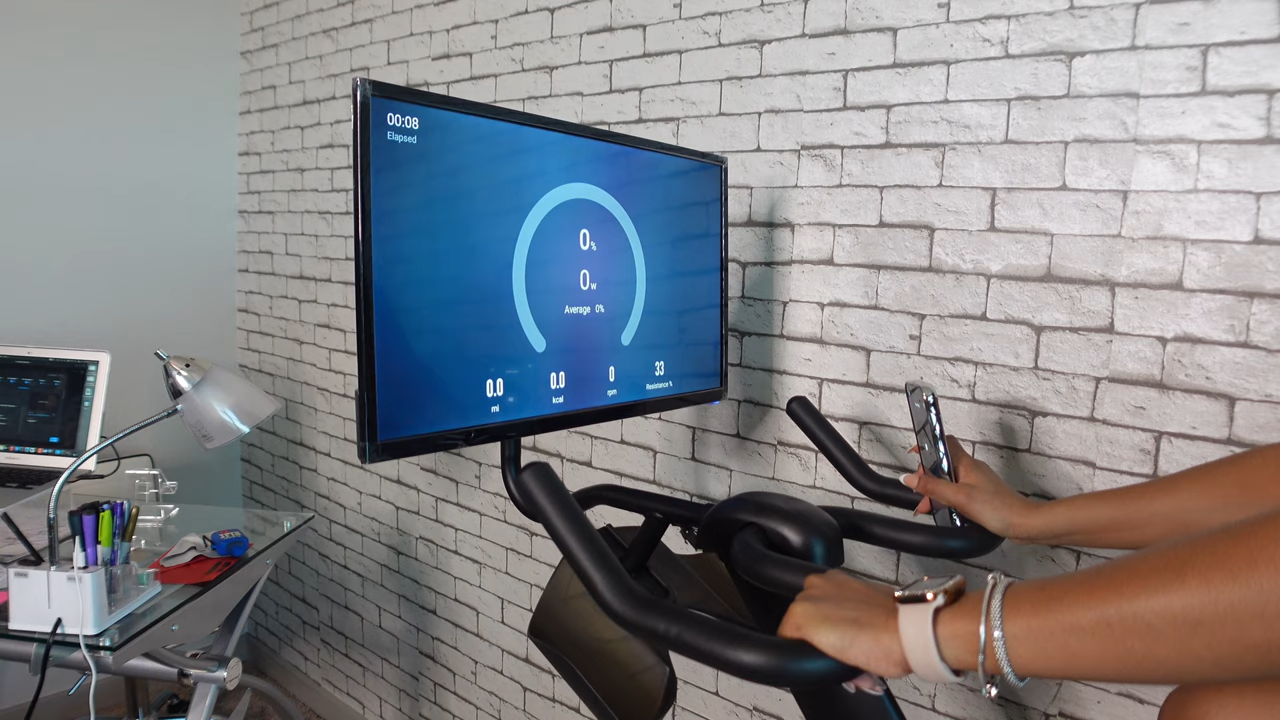 00:08
Elapsed
0%
0w
Average 0%
0.0
mi
0.0
kcal
0
rpm
33
Resistance %